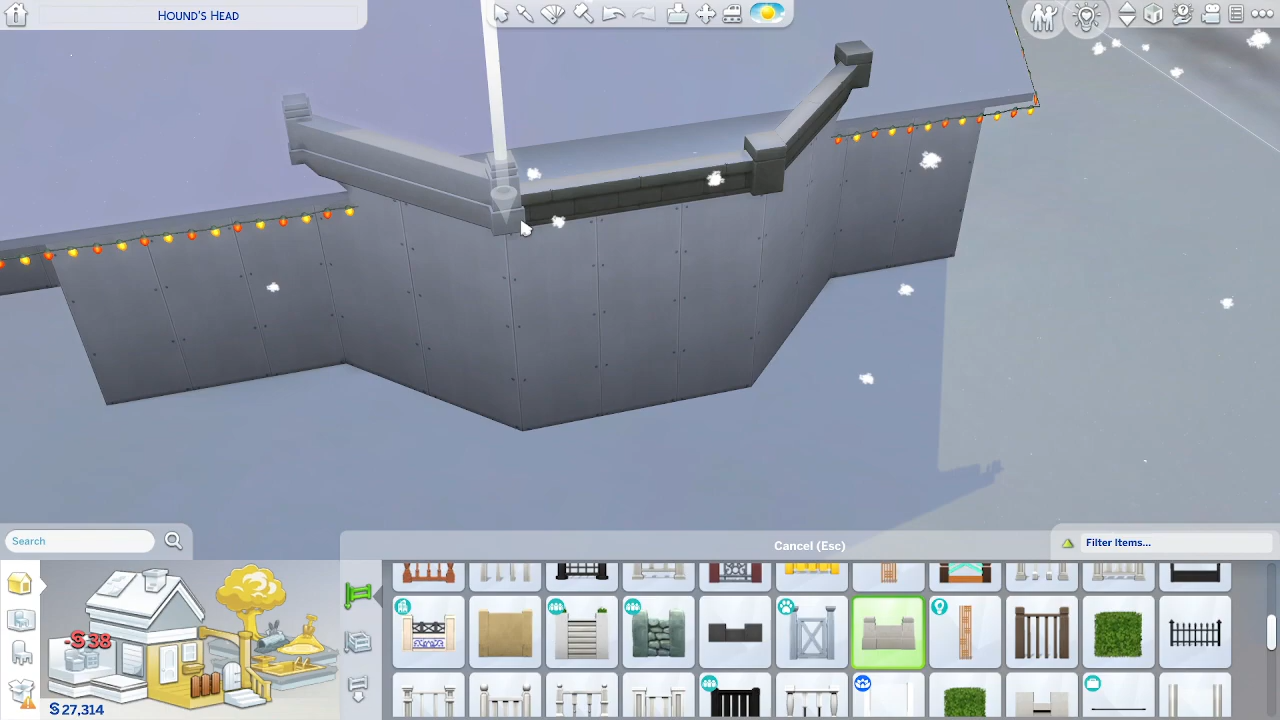 HOUND'S HEAD
Cancel (Esc)
Search
Filter Items...
-§38
§27,314